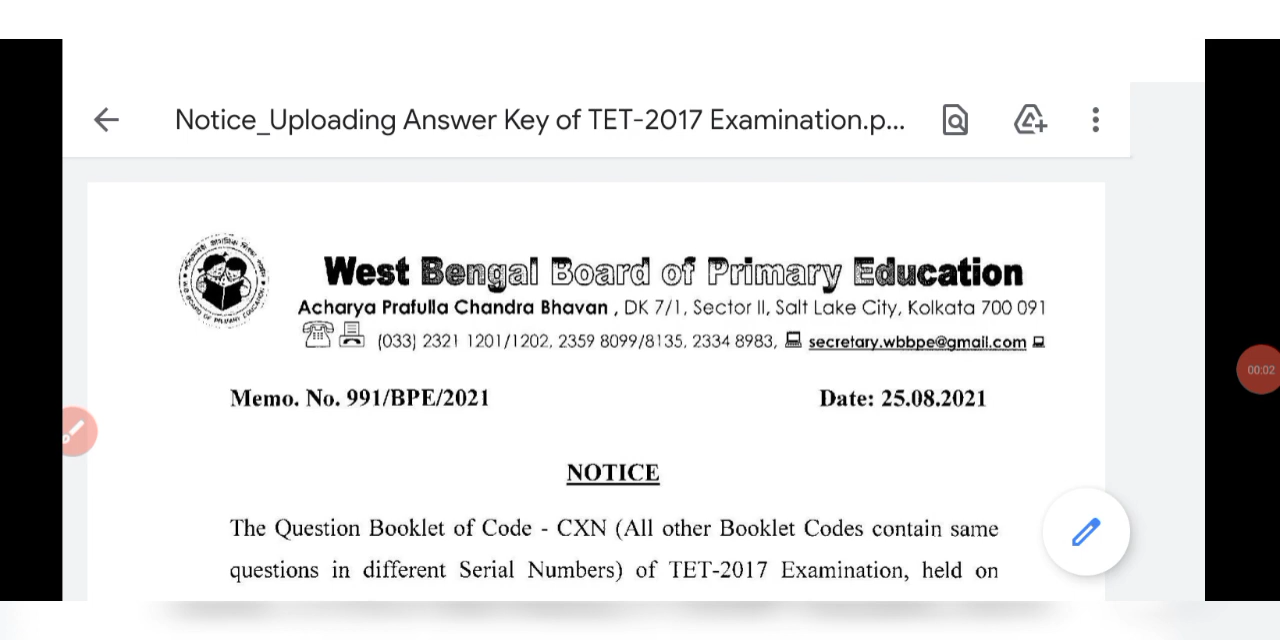 Notice_Uploading Answer Key of TET-2017 Examination.p...
West Bengal Board of Primary Education
Acharya Prafulla Chandra Bhavan , DK 7/1, Sector II, Salt Lake City, Kolkata 700 091
(033) 2321 1201/1202, 2359 8099/8135, 2334 8983, secretary.wbbpe@gmail.com
Memo. No. 991/BPE/2021 Date: 25.08.2021
00:02
NOTICE
The Question Booklet of Code - CXN (All other Booklet Codes contain same
questions in different Serial Numbers) of TET-2017 Examination, held on